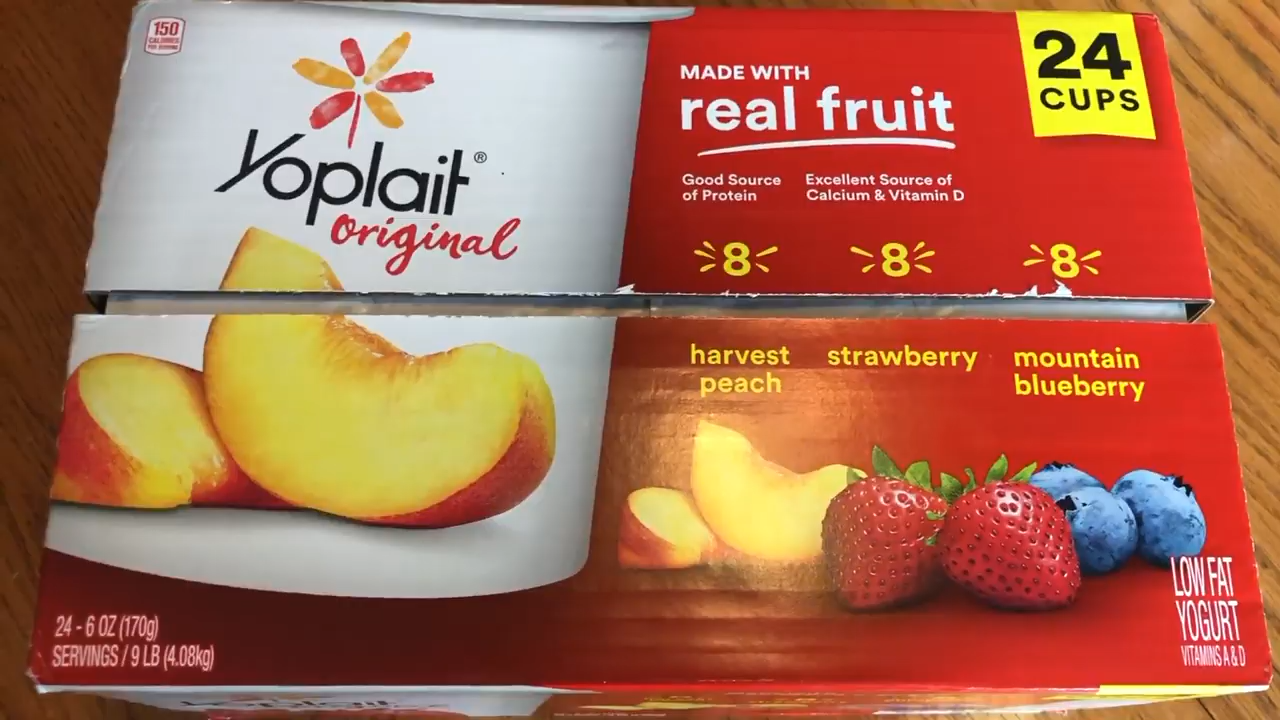 150
CALORIES
PER SERVING
Yoplait®
Original
MADE WITH
real fruit
Good Source
of Protein
Excellent Source of
Calcium & Vitamin D
24
CUPS
8
8
8
harvest
peach
strawberry
mountain
blueberry
24 - 6 OZ (170g)
SERVINGS / 9 LB (4.08kg)
LOW FAT
YOGURT
VITAMINS A & D